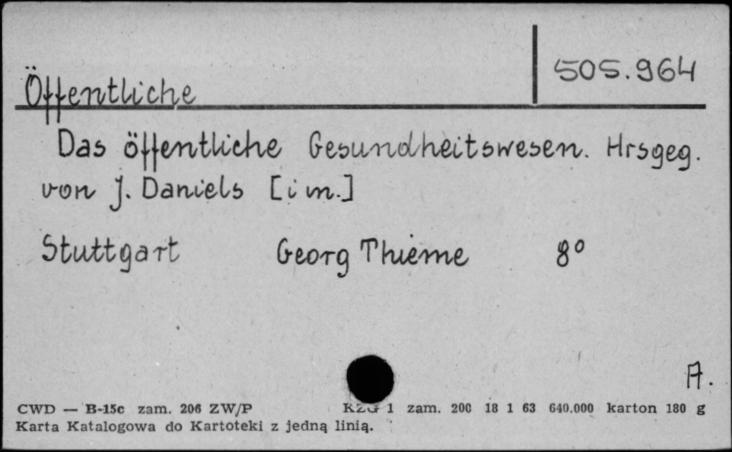 505.964
Öffentliche
Das öffentliche Gesundheitswesen. Hrsgeg.
von J. Daniels [i in.]
Stuttgart Georg Thieme 8°
A.
CWD — B-15c zam. 206 ZW/P KZG 1 zam. 200 18 1 63 640.000 karton 180 g
Karta Katalogowa do Kartoteki z jedną linią.